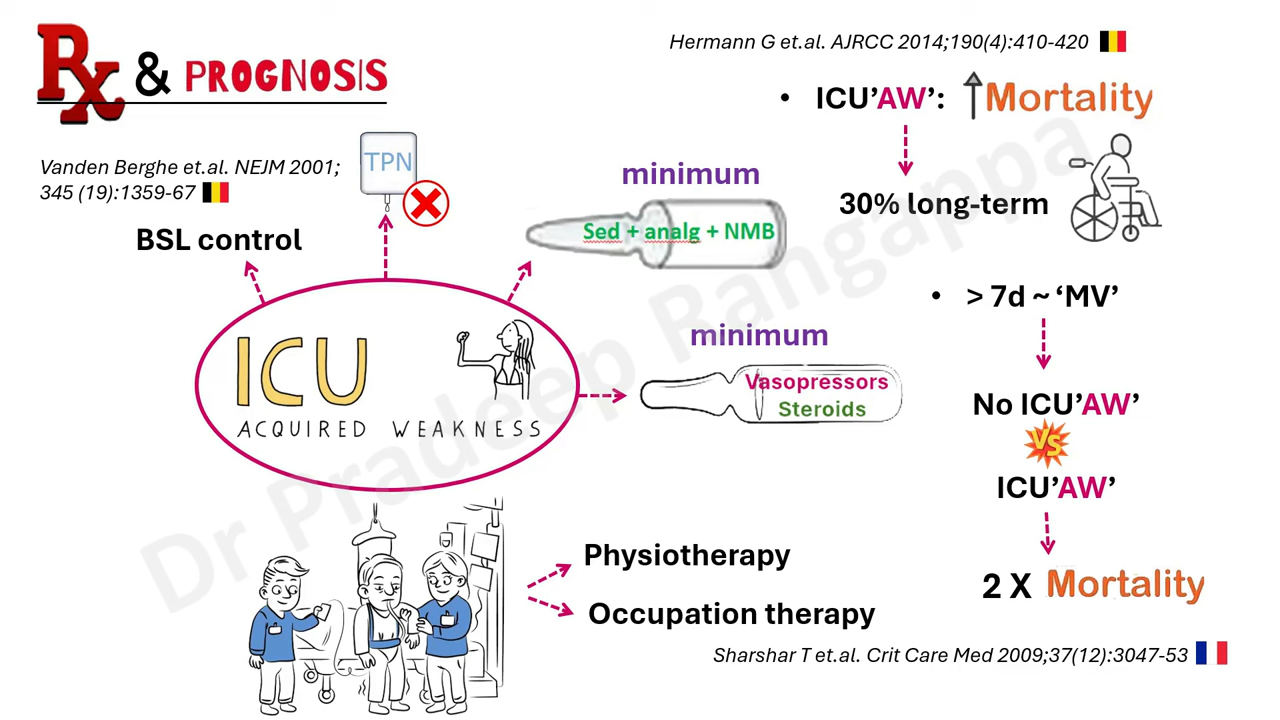 Rx & PROGNOSIS
Vanden Berghe et.al. NEJM 2001;
345 (19):1359-67
BSL control
TPN
minimum
Sed + analg + NMB
minimum
Vasopressors
Steroids
ICU
ACQUIRED WEAKNESS
Physiotherapy
Occupation therapy
Hermann G et.al. AJRCC 2014;190(4):410-420
• ICU’AW’: Mortality
30% long-term
• > 7d ~ ‘MV’
No ICU’AW’
VS
ICU’AW’
2 X Mortality
Sharshar T et.al. Crit Care Med 2009;37(12):3047-53
Dr Pradeep Rangappa